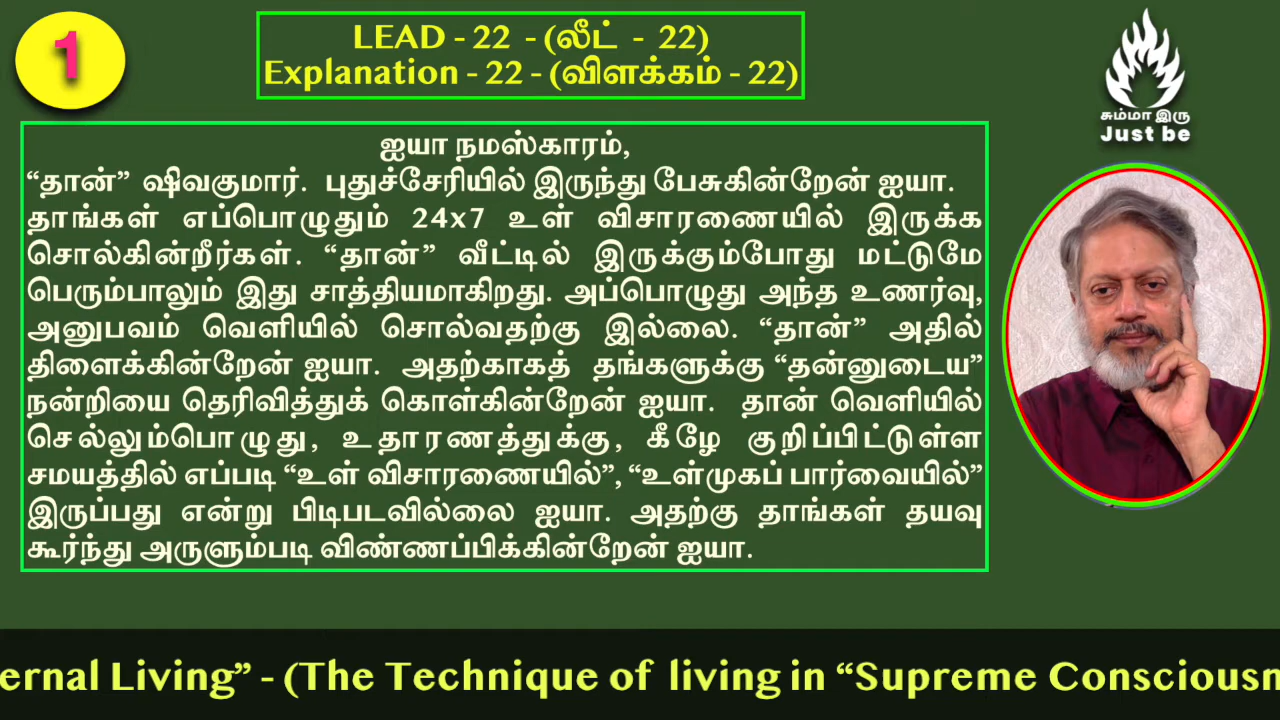 1
LEAD - 22 - (லீட் - 22)
Explanation - 22 - (விளக்கம் - 22)
சும்மா இரு
Just be
ஐயா நமஸ்காரம்,
“தான்” ஷிவகுமார். புதுச்சேரியில் இருந்து பேசுகின்றேன் ஐயா.
தாங்கள் எப்பொழுதும் 24x7 உள் விசாரணையில் இருக்க
சொல்கின்றீர்கள். “தான்” வீட்டில் இருக்கும்போது மட்டுமே
பெரும்பாலும் இது சாத்தியமாகிறது. அப்பொழுது அந்த உணர்வு,
அனுபவம் வெளியில் சொல்வதற்கு இல்லை. “தான்” அதில்
திளைக்கின்றேன் ஐயா. அதற்காகத் தங்களுக்கு “தன்னுடைய”
நன்றியை தெரிவித்துக் கொள்கின்றேன் ஐயா. தான் வெளியில்
செல்லும்பொழுது, உதாரணத்துக்கு, கீழே குறிப்பிட்டுள்ள
சமயத்தில் எப்படி “உள் விசாரணையில்”, “உள்முகப் பார்வையில்”
இருப்பது என்று பிடிபடவில்லை ஐயா. அதற்கு தாங்கள் தயவு
கூர்ந்து அருளும்படி விண்ணப்பிக்கின்றேன் ஐயா.
ernal Living” - (The Technique of living in “Supreme Consciousn